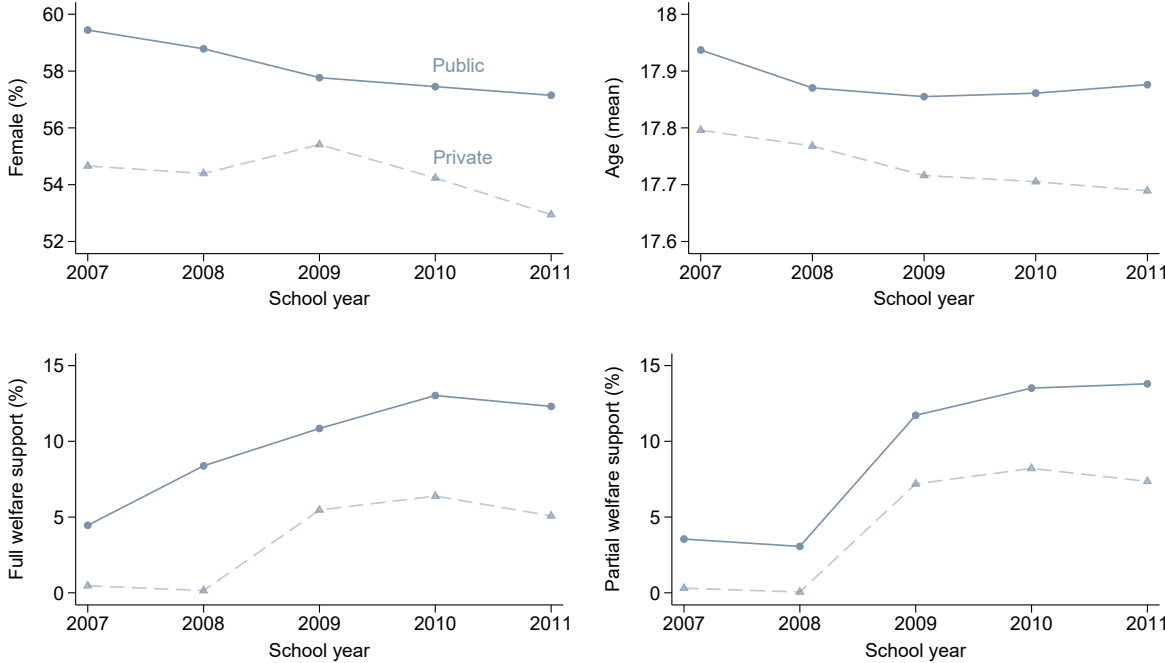 60
58
56
54
52
Female (%)
Public
Private
2007 2008 2009 2010 2011
School year
18
17.9
17.8
17.7
17.6
Age (mean)
2007 2008 2009 2010 2011
School year
15
10
5
0
Full welfare support (%)
2007 2008 2009 2010 2011
School year
15
10
5
0
Partial welfare support (%)
2007 2008 2009 2010 2011
School year